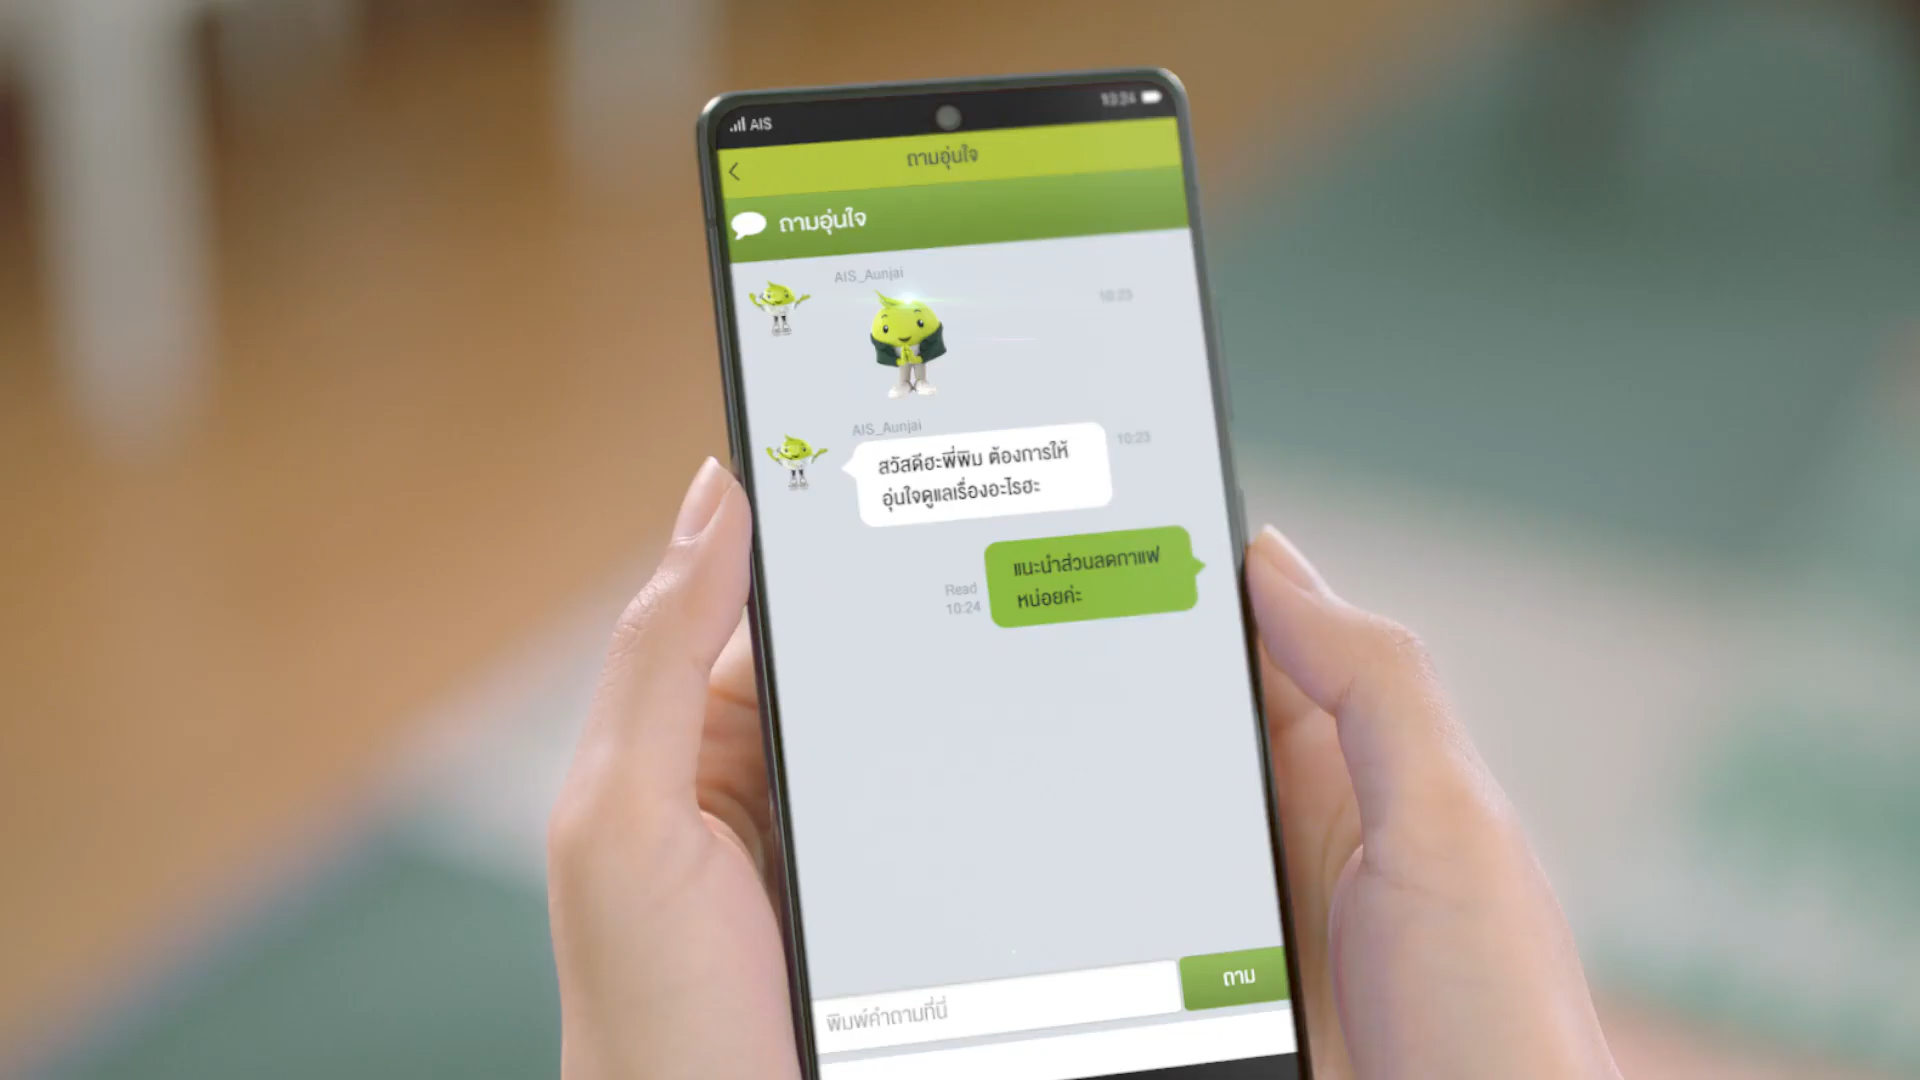 AIS
10:24
ถามอุ่นใจ
ถามอุ่นใจ
AIS_Aunjai
10:23
AIS_Aunjai
สวัสดีฮะพี่พิม ต้องการให้
อุ่นใจดูแลเรื่องอะไรฮะ
10:23
แนะนำส่วนลดกาแฟ
หน่อยค่ะ
Read
10:24
พิมพ์คำถามที่นี่
ถาม